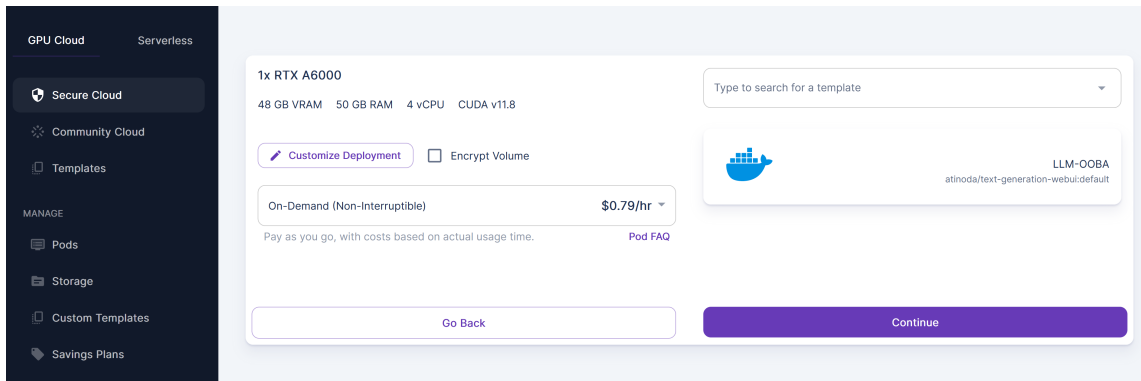 GPU Cloud
Serverless
Secure Cloud
Community Cloud
Templates
MANAGE
Pods
Storage
Custom Templates
Savings Plans
1x RTX A6000
48 GB VRAM 50 GB RAM 4 vCPU CUDA v11.8
Customize Deployment
Encrypt Volume
On-Demand (Non-Interruptible) $0.79/hr
Pay as you go, with costs based on actual usage time. Pod FAQ
Go Back
Type to search for a template
LLM-OOBA
atinoda/text-generation-webui:default
Continue